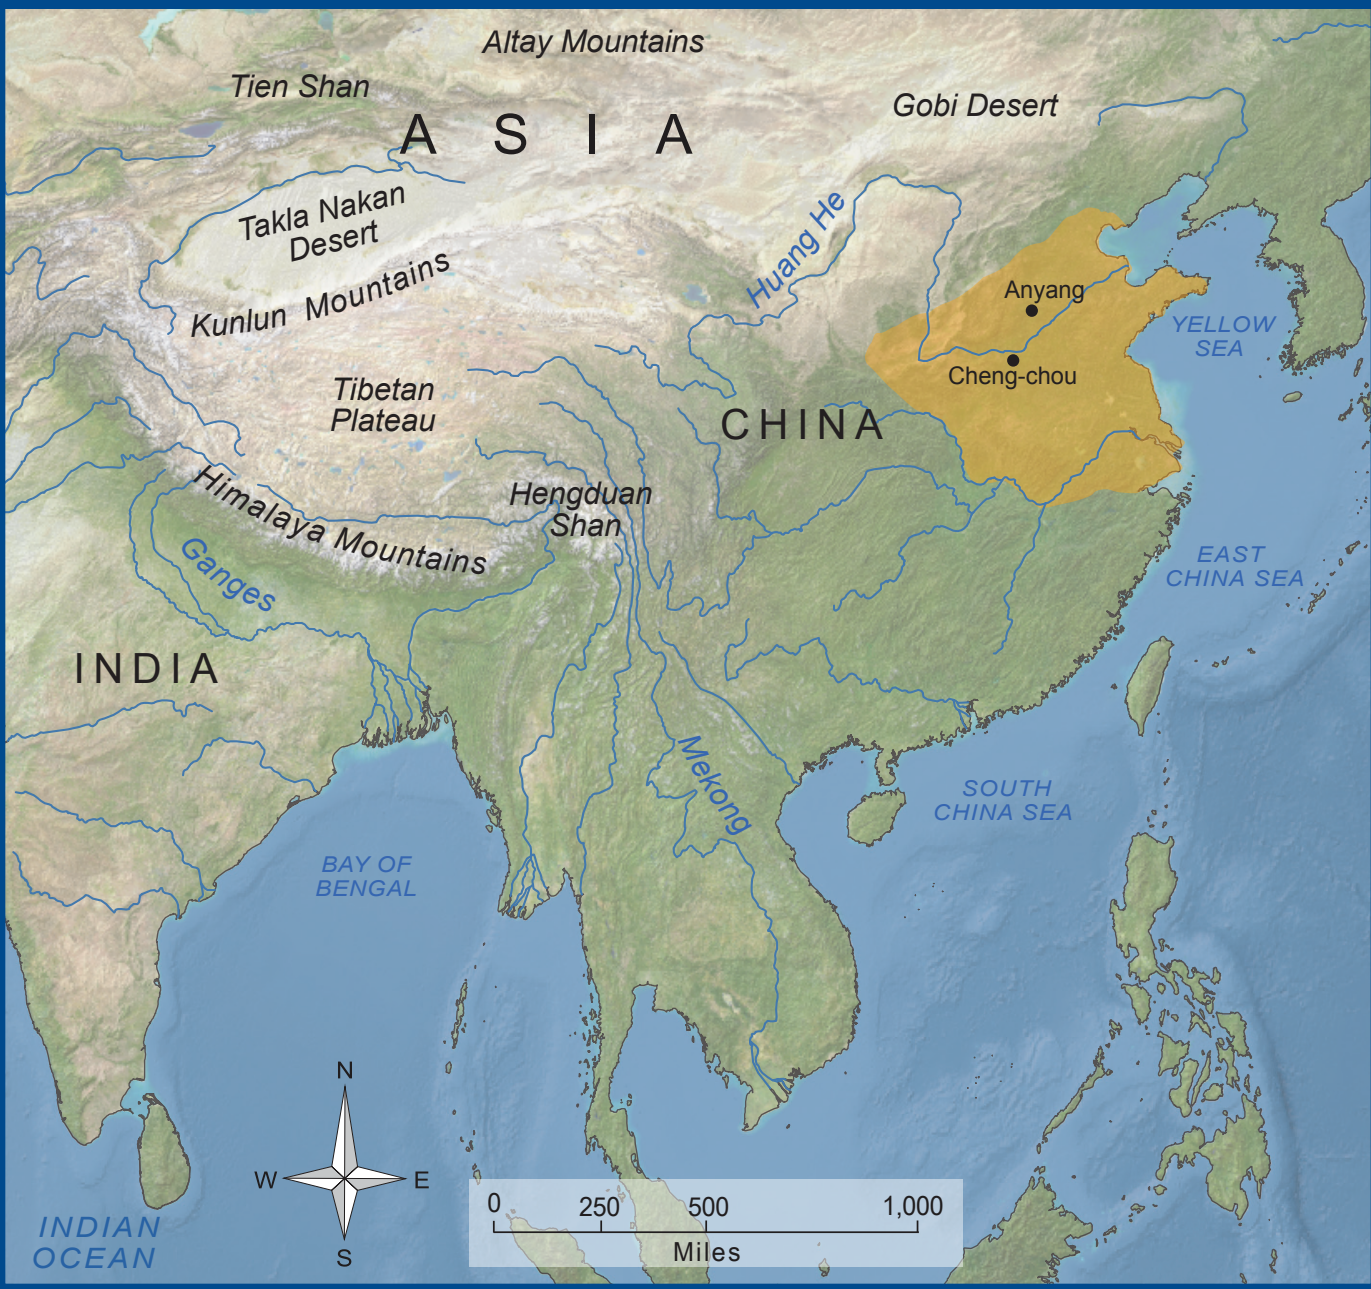 Altay Mountains
Tien Shan
Gobi Desert
ASIA
Takla Nakan
Desert
Huang He
Kunlun Mountains
Anyang
YELLOW
SEA
Cheng-chou
Tibetan
Plateau
CHINA
Himalaya Mountains
Hengduan
Shan
Ganges
EAST
CHINA SEA
INDIA
Mekong
SOUTH
CHINA SEA
BAY OF
BENGAL
N
W
E
S
0 250 500 1,000
Miles
INDIAN
OCEAN